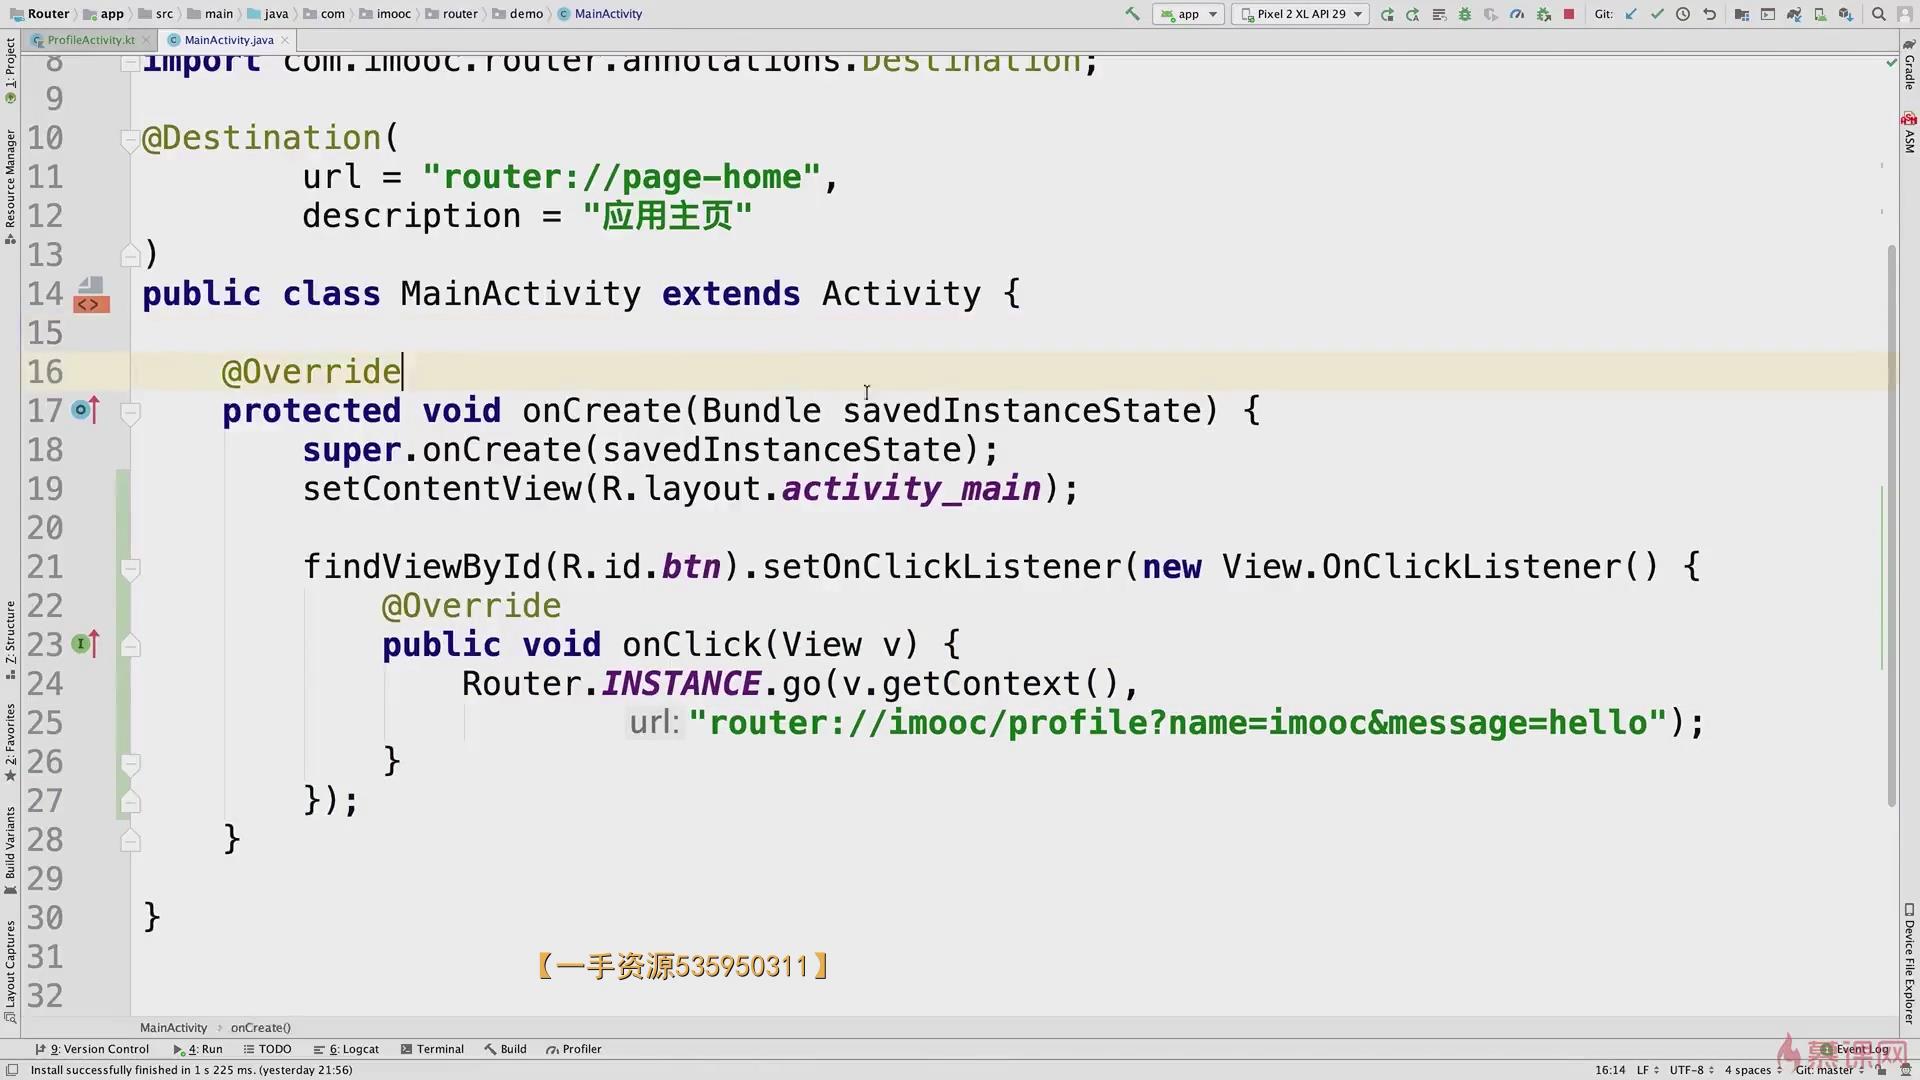 Router app src main java com imooc router demo MainActivity
app Pixel 2 XL API 29 Git:
ProfileActivity.kt MainActivity.java
8 import com.imooc.router.annotations.Destination;
9
10 @Destination(
11 url = "router://page-home",
12 description = "应用主页"
13 )
14 public class MainActivity extends Activity {
15
16 @Override
17 protected void onCreate(Bundle savedInstanceState) {
18 super.onCreate(savedInstanceState);
19 setContentView(R.layout.activity_main);
20
21 findViewById(R.id.btn).setOnClickListener(new View.OnClickListener() {
22 @Override
23 public void onClick(View v) {
24 Router.INSTANCE.go(v.getContext(),
25 url: "router://imooc/profile?name=imooc&message=hello");
26 }
27 });
28 }
29
30 }
31
32
【一手资源535950311】
MainActivity onCreate()
9: Version Control 4: Run TODO 6: Logcat Terminal Build Profiler Event Log
Install successfully finished in 1 s 225 ms. (yesterday 21:56) 16:14 LF UTF-8 4 spaces Git: master
慕课网
1: Project
Resource Manager
Z: Structure
2: Favorites
Build Variants
Layout Captures
Gradle
ASM
Device File Explorer